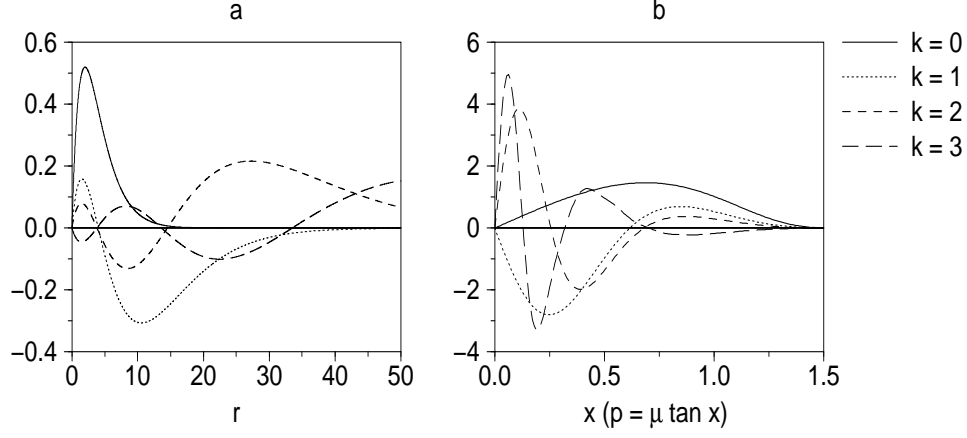 a
0.6
0.4
0.2
0.0
−0.2
−0.4
0 10 20 30 40 50
r
b
6
4
2
0
−2
−4
0.0 0.5 1.0 1.5
x (p = μ tan x)
k = 0
k = 1
k = 2
k = 3